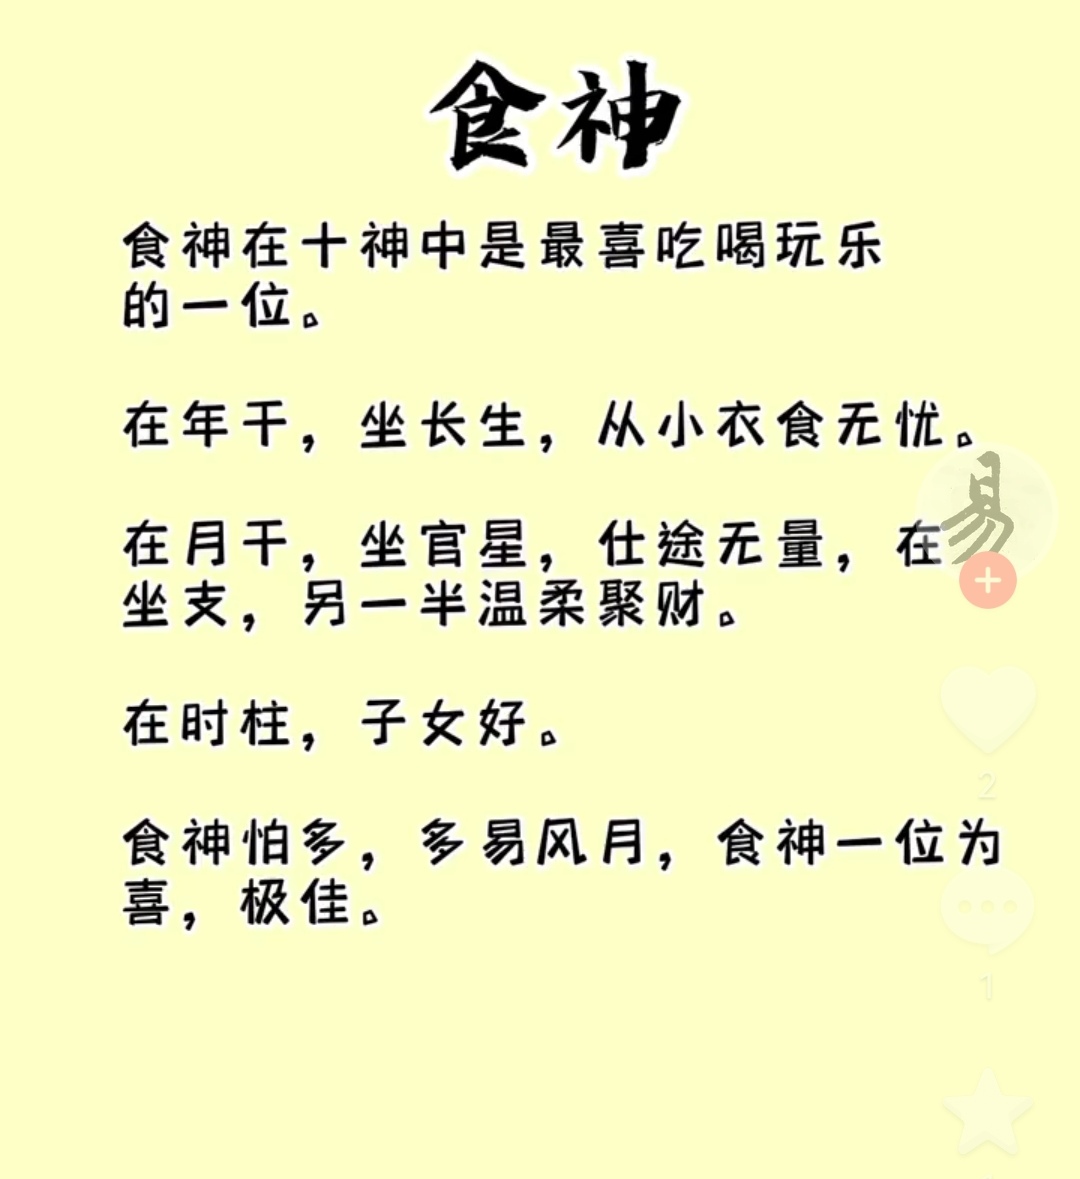 食神
食神在十神中是最喜吃喝玩乐
的一位。
在年干，坐长生，从小衣食无忧。
易
在月干，坐官星，仕途无量，在
坐支，另一半温柔聚财。
在时柱，子女好。
2
食神怕多，多易风月，食神一位为
喜，极佳。
1